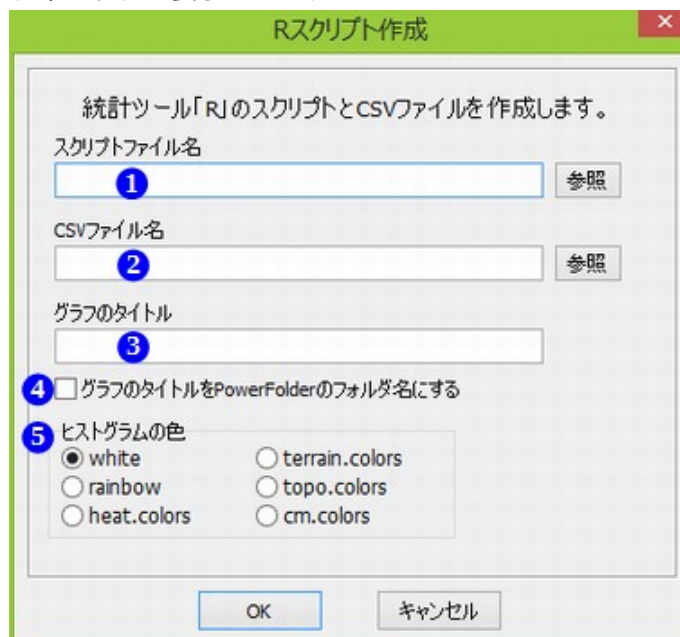 Rスクリプト作成
統計ツール「R」のスクリプトとCSVファイルを作成します。
スクリプトファイル名
1
参照
CSVファイル名
2
参照
グラフのタイトル
3
4 グラフのタイトルをPowerFolderのフォルダ名にする
5 ヒストグラムの色
white terrain.colors
rainbow topo.colors
heat.colors cm.colors
OK キャンセル